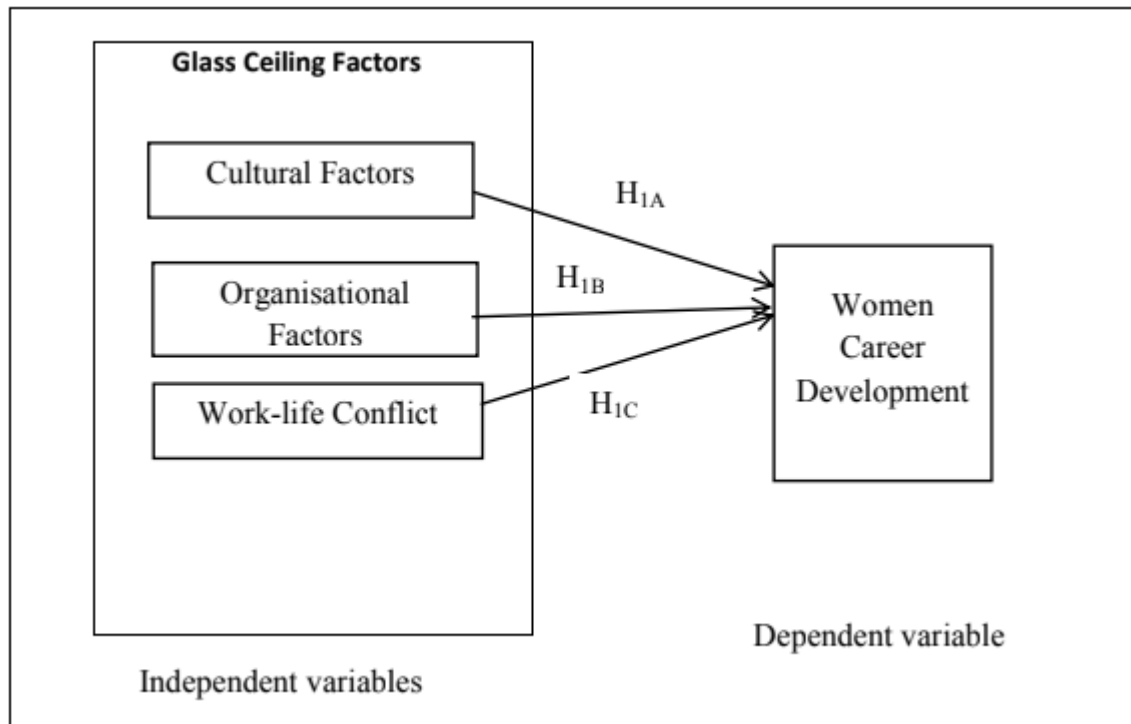 Glass Ceiling Factors
Cultural Factors
H1A
Organisational
Factors
H1B
Work-life Conflict
H1C
Women
Career
Development
Independent variables
Dependent variable